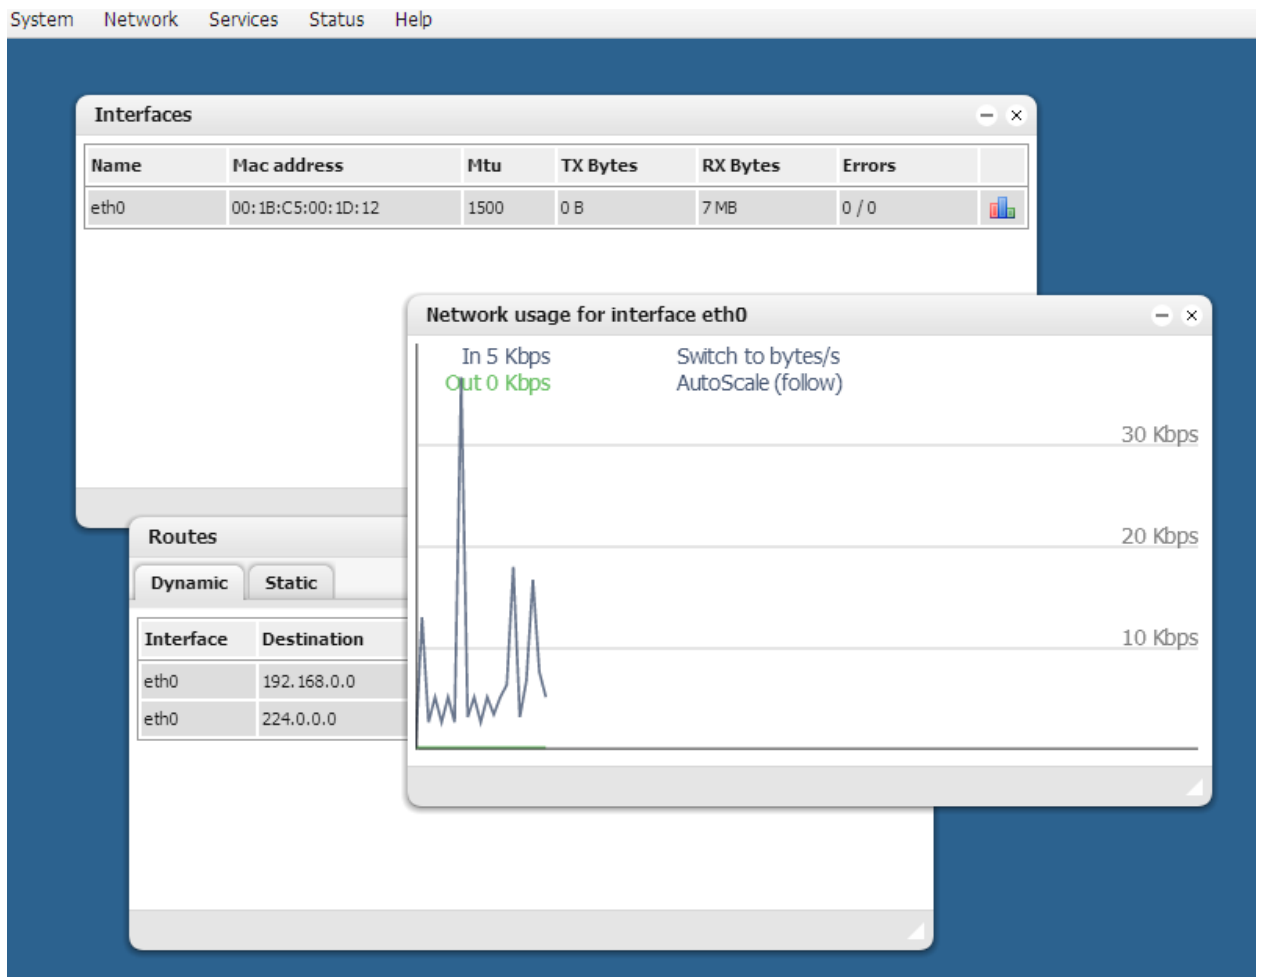 System Network Services Status Help
Interfaces
Name Mac address Mtu TX Bytes RX Bytes Errors
eth0 00:1B:C5:00:1D:12 1500 0 B 7 MB 0 / 0
Network usage for interface eth0
In 5 Kbps Switch to bytes/s
Out 0 Kbps AutoScale (follow)
30 Kbps
20 Kbps
10 Kbps
Routes
Dynamic Static
Interface Destination
eth0 192.168.0.0
eth0 224.0.0.0